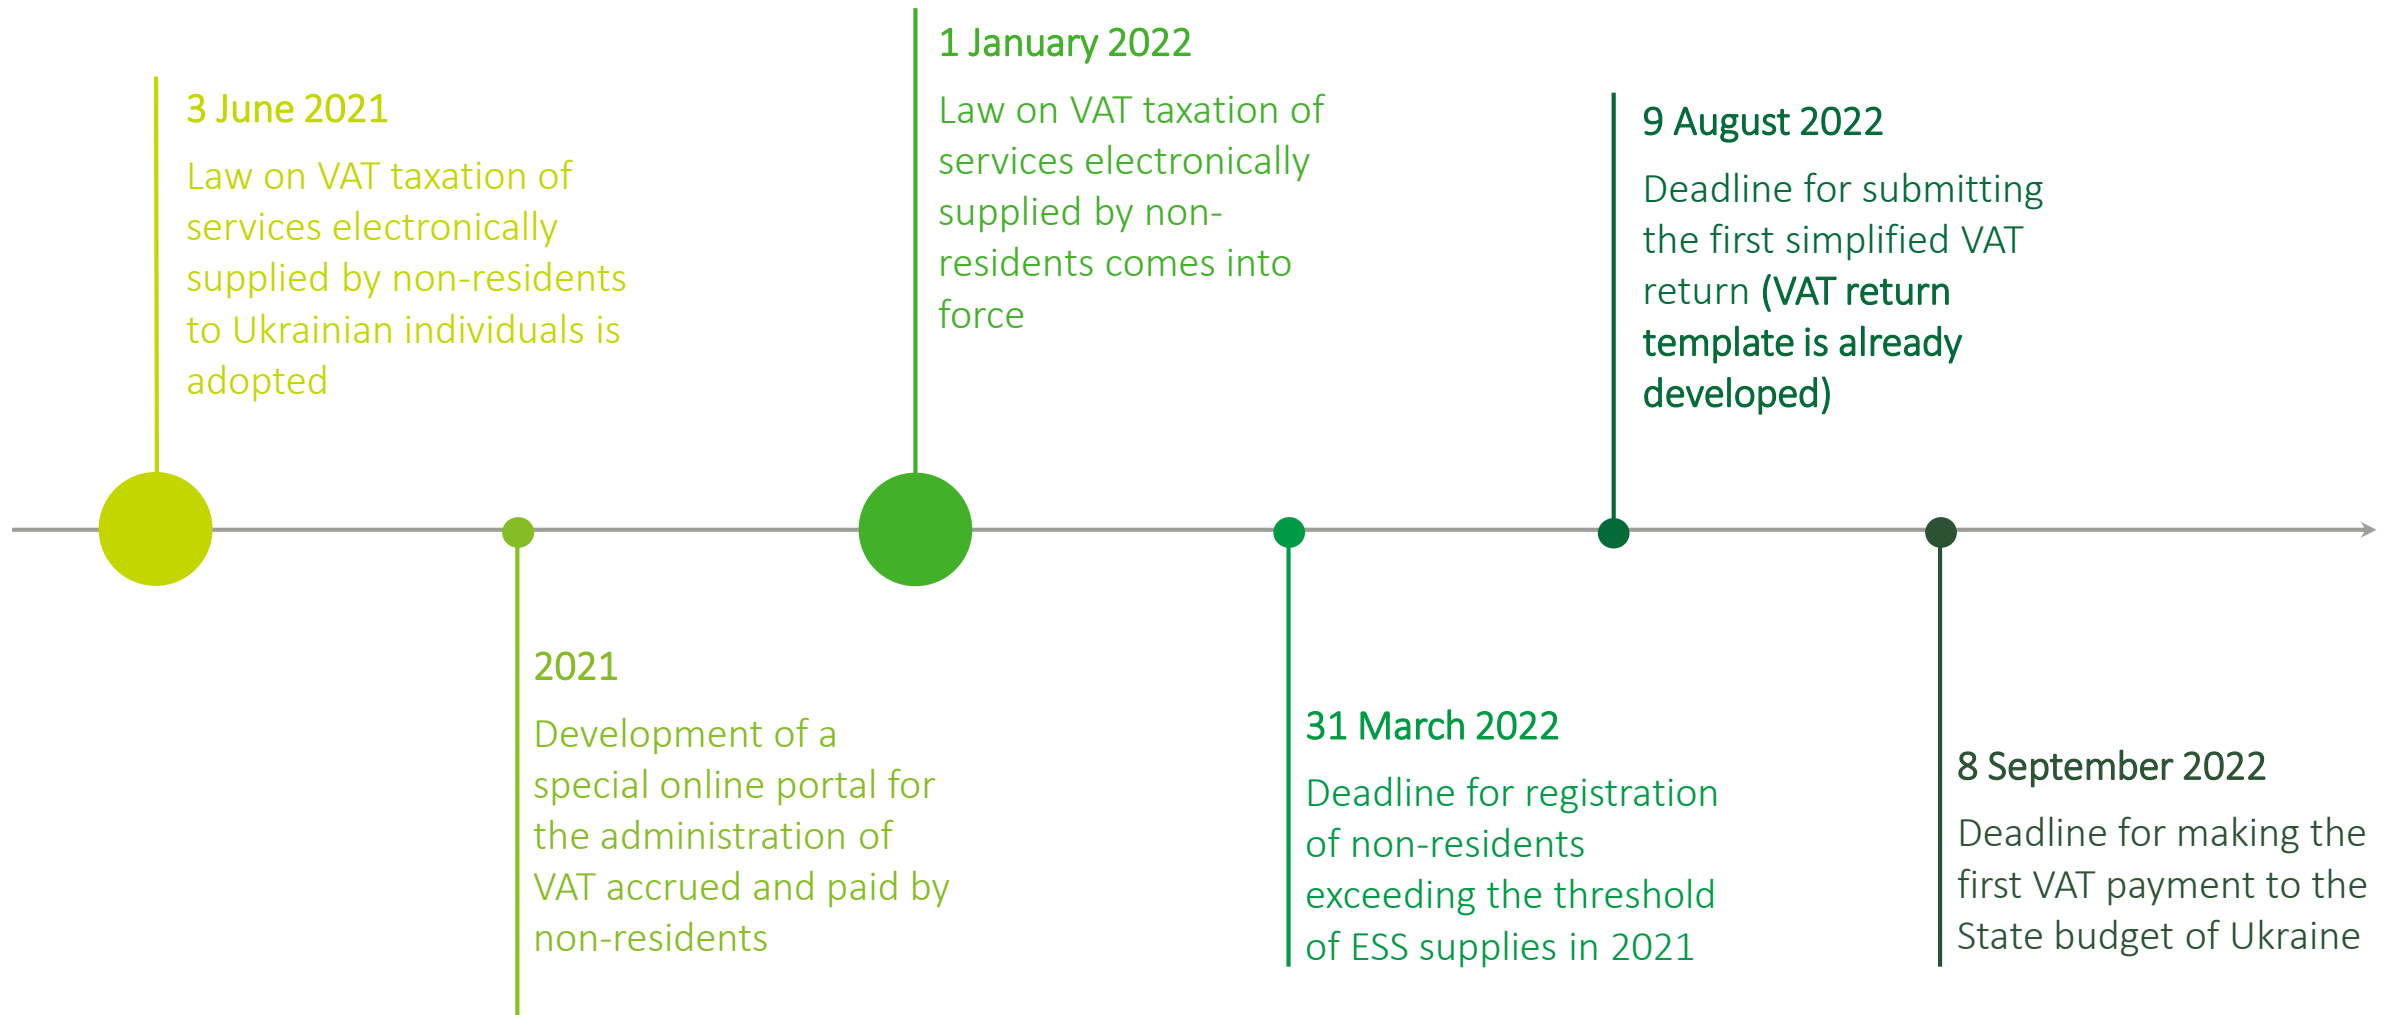 3 June 2021
Law on VAT taxation of
services electronically
supplied by non-residents
to Ukrainian individuals is
adopted
2021
Development of a
special online portal for
the administration of
VAT accrued and paid by
non-residents
1 January 2022
Law on VAT taxation of
services electronically
supplied by non-
residents comes into
force
31 March 2022
Deadline for registration
of non-residents
exceeding the threshold
of ESS supplies in 2021
9 August 2022
Deadline for submitting
the first simplified VAT
return (VAT return
template is already
developed)
8 September 2022
Deadline for making the
first VAT payment to the
State budget of Ukraine